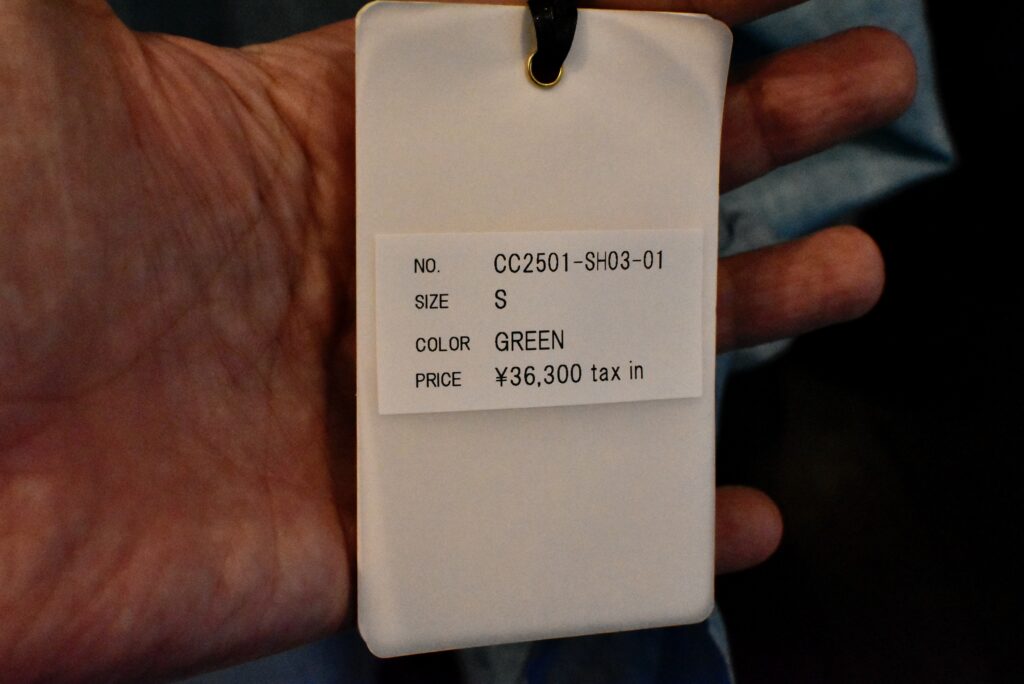 NO. CC2501-SH03-01
SIZE S
COLOR GREEN
PRICE ¥36,300 tax in